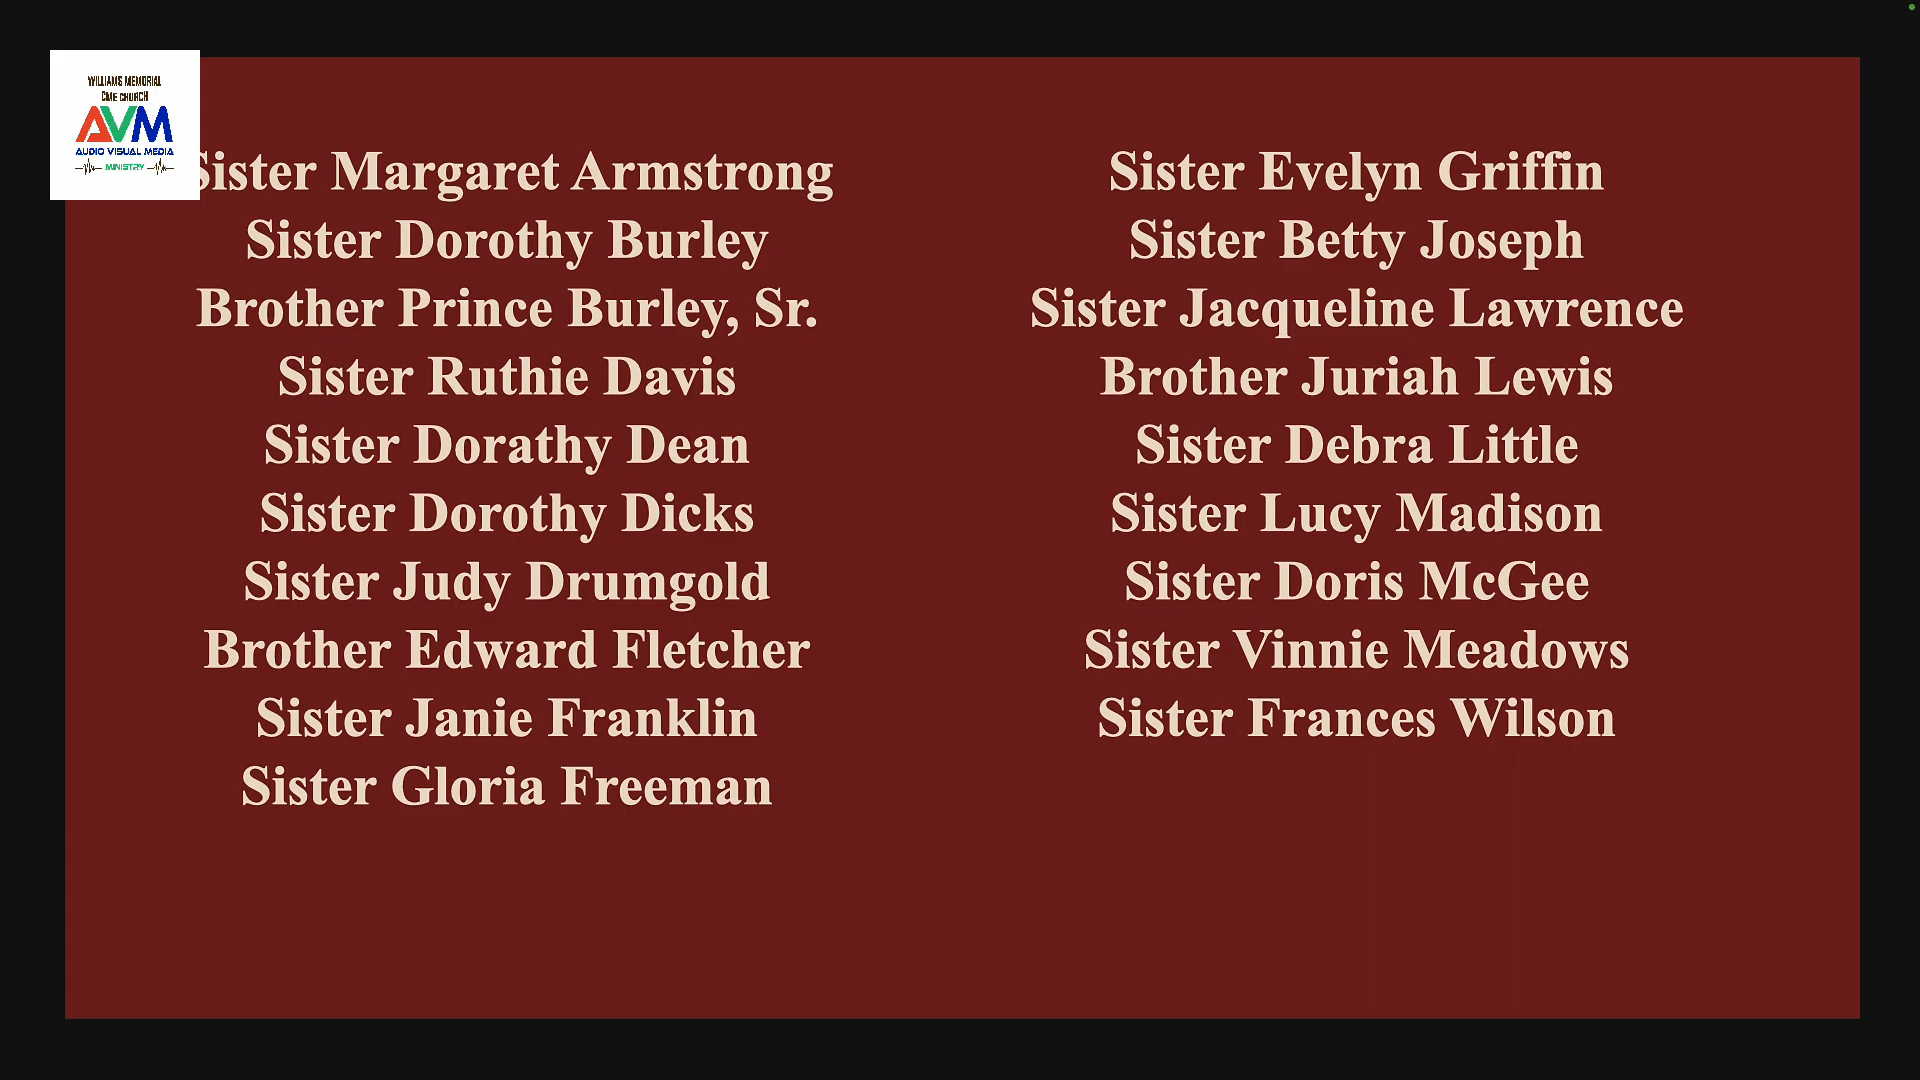 WILLIAMS MEMORIAL
CME CHURCH
AVM
AUDIO VISUAL MEDIA
MINISTRY
Sister Margaret Armstrong
Sister Dorothy Burley
Brother Prince Burley, Sr.
Sister Ruthie Davis
Sister Dorathy Dean
Sister Dorothy Dicks
Sister Judy Drumgold
Brother Edward Fletcher
Sister Janie Franklin
Sister Gloria Freeman
Sister Evelyn Griffin
Sister Betty Joseph
Sister Jacqueline Lawrence
Brother Juriah Lewis
Sister Debra Little
Sister Lucy Madison
Sister Doris McGee
Sister Vinnie Meadows
Sister Frances Wilson